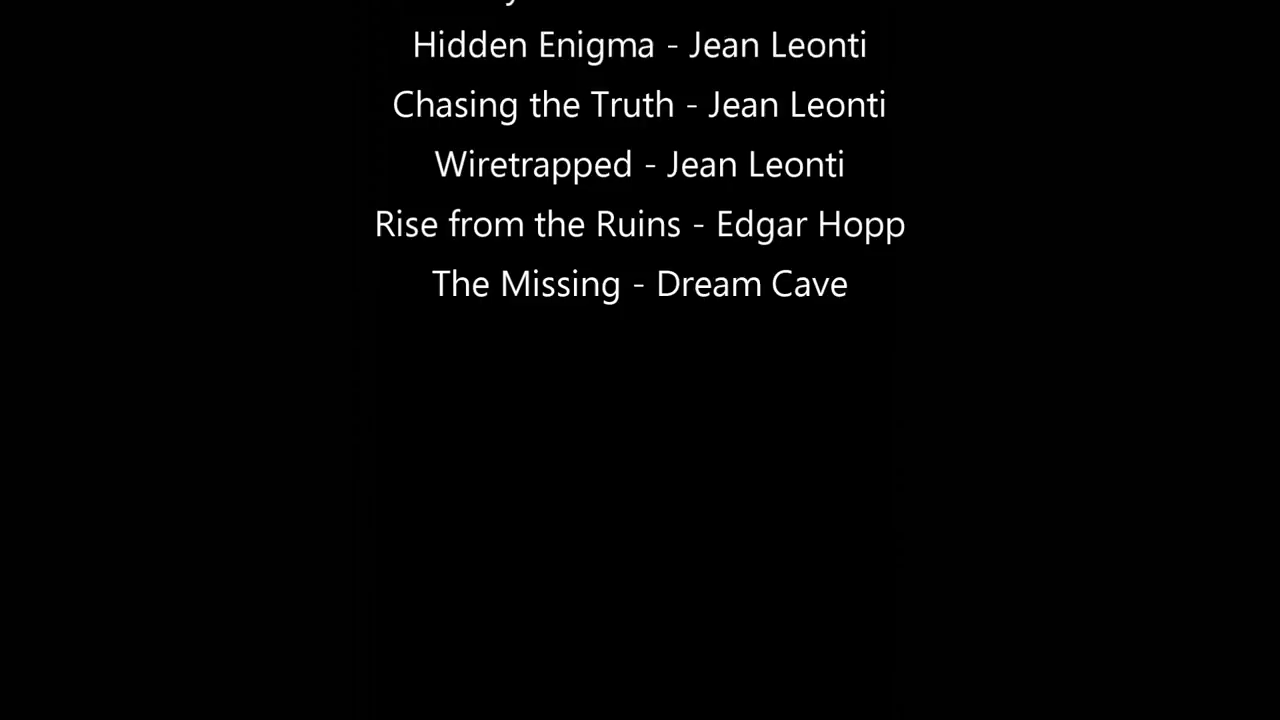 Hidden Enigma - Jean Leonti
Chasing the Truth - Jean Leonti
Wiretrapped - Jean Leonti
Rise from the Ruins - Edgar Hopp
The Missing - Dream Cave